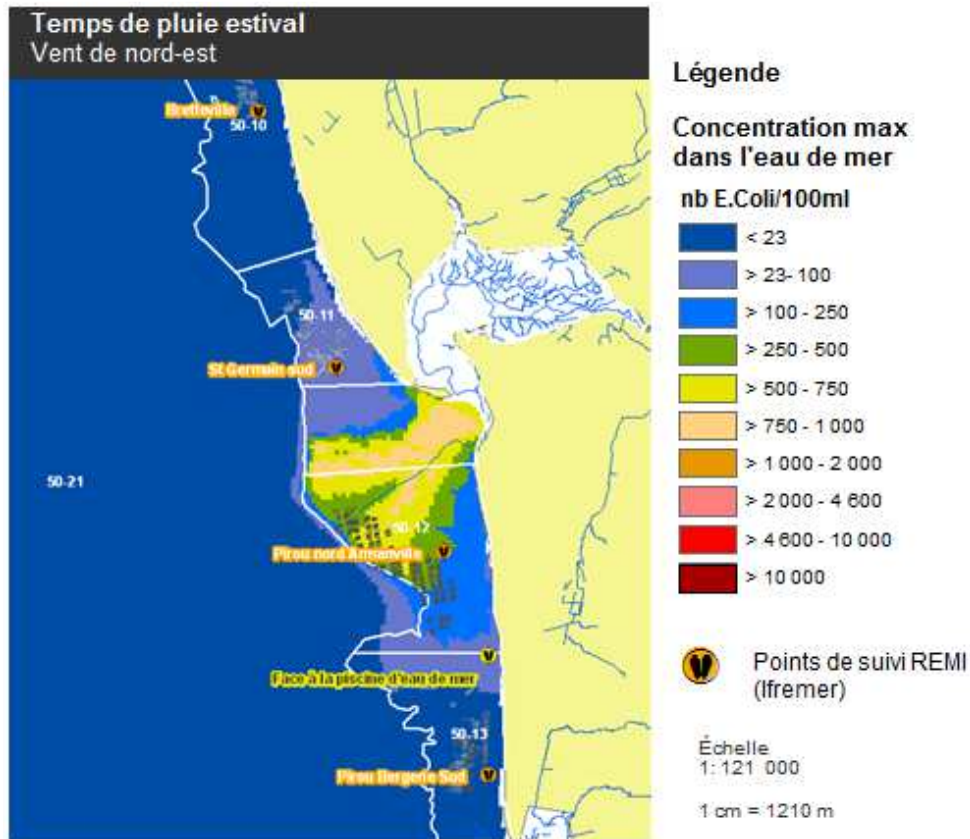 Temps de pluie estival
Vent de nord-est
Bretteville
50-10
50-11
St Germain sud
50-21
50-12
Pirou nord Armanville
Face à la piscine d'eau de mer
50-13
Pirou Bergerie Sud
Légende
Concentration max
dans l'eau de mer
nb E.Coli/100ml
< 23
> 23- 100
> 100 - 250
> 250 - 500
> 500 - 750
> 750 - 1 000
> 1 000 - 2 000
> 2 000 - 4 600
> 4 600 - 10 000
> 10 000
Points de suivi REMI
(Ifremer)
Échelle
1: 121 000
1 cm = 1210 m